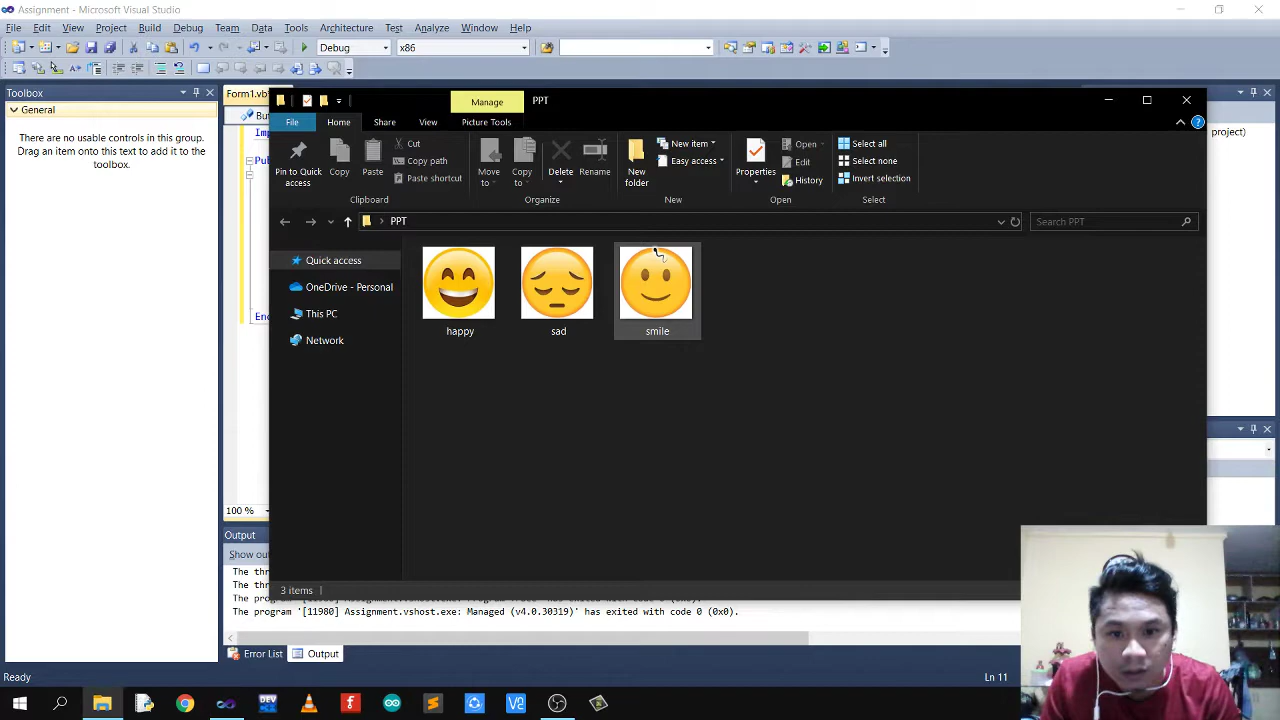 Assignment - Microsoft Visual Studio
File Edit View Project Build Debug Team Data Tools Architecture Test Analyze Window Help
Debug x86
Toolbox
General
There are no usable controls in this group.
Drag an item onto this text to add it to the
toolbox.
Form1.vb*
Manage PPT
File Home Share View Picture Tools
Pin to Quick
access
Copy
Paste
Cut
Copy path
Paste shortcut
Move
to
Copy
to
Delete
Rename
New
folder
New item
Easy access
Properties
Open
Edit
History
Select all
Select none
Invert selection
Clipboard Organize New Open Select
project)
PPT
Search PPT
Quick access
OneDrive - Personal
This PC
Network
happy sad smile
3 items
100 %
Output
The program '[11980] Assignment.vshost.exe: Managed (v4.0.30319)' has exited with code 0 (0x0).
Error List Output
Ready Ln 11